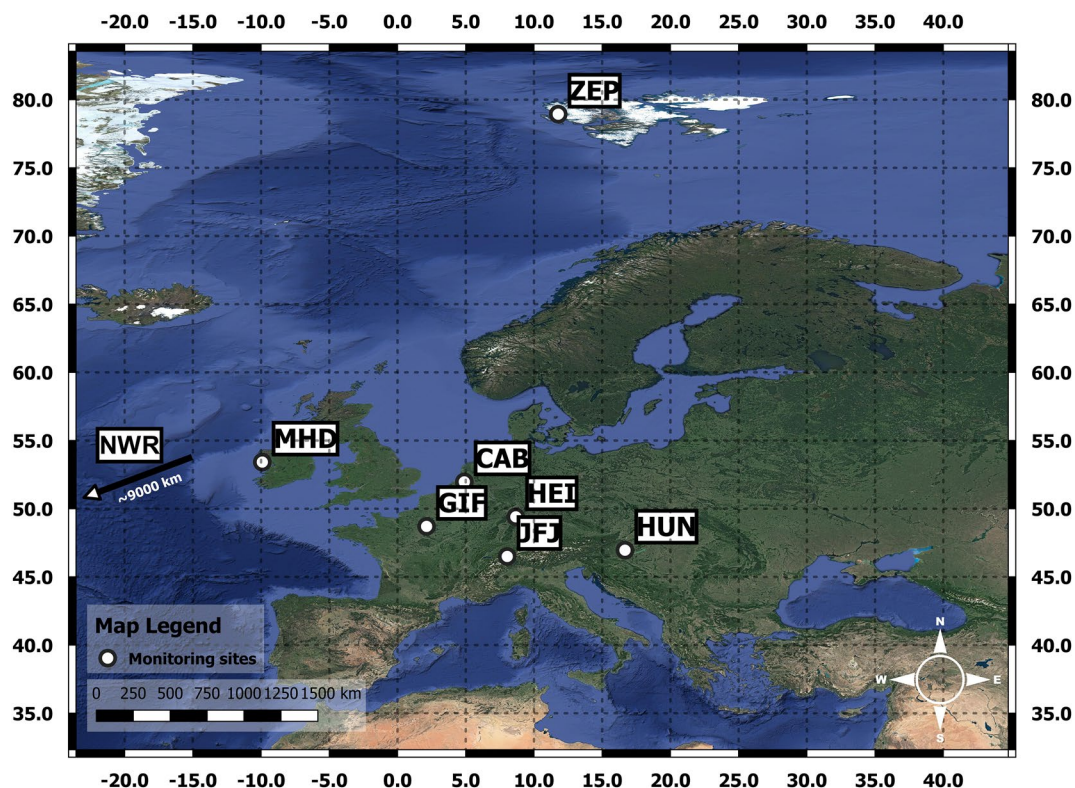 -20.0 -15.0 -10.0 -5.0 0.0 5.0 10.0 15.0 20.0 25.0 30.0 35.0 40.0
80.0 ZEP 80.0
75.0 75.0
70.0 70.0
65.0 65.0
60.0 60.0
55.0 55.0
NWR MHD
~9000 km
CAB
GIF HEI
50.0 50.0
JFJ HUN
45.0 45.0
Map Legend
Monitoring sites
40.0 40.0
0 250 500 750 1000 1250 1500 km
35.0 35.0
N
W E
S
-20.0 -15.0 -10.0 -5.0 0.0 5.0 10.0 15.0 20.0 25.0 30.0 35.0 40.0